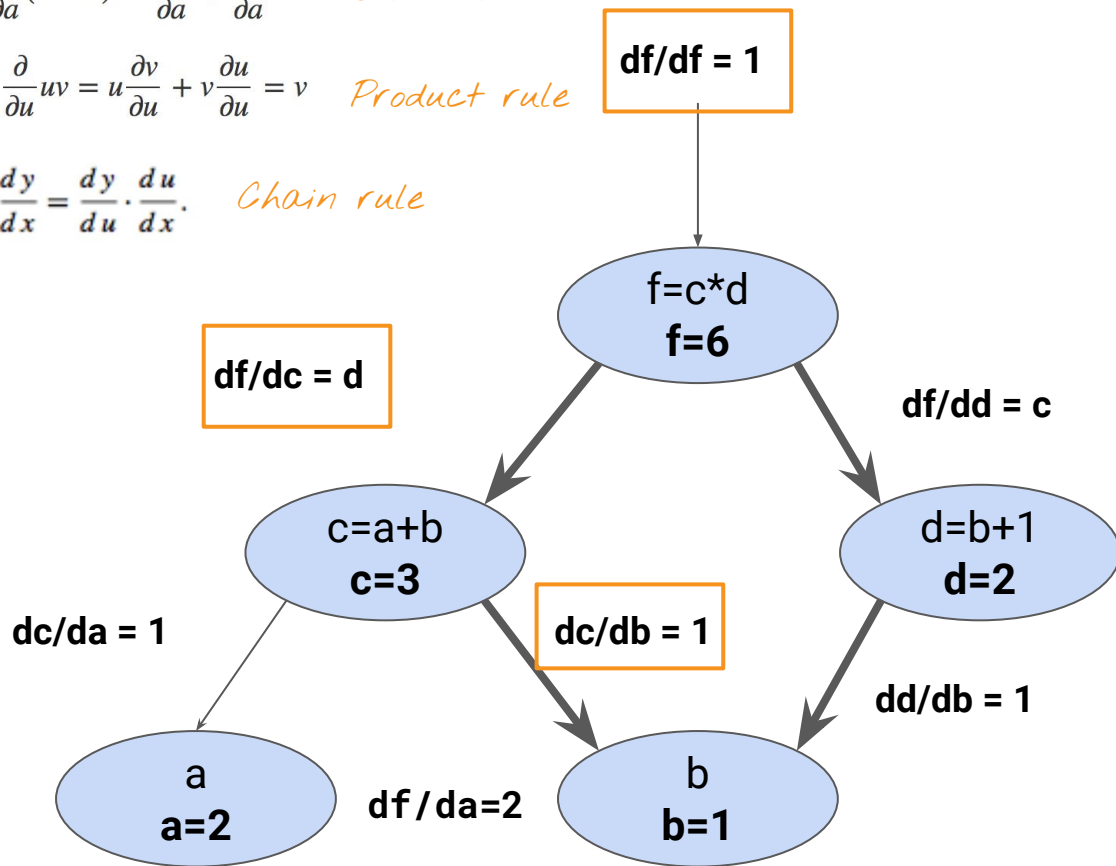 ∂a ∂a ∂a
∂/∂u uv = u ∂v/∂u + v ∂u/∂u = v Product rule
dy/dx = dy/du · du/dx. Chain rule
df/df = 1
f=c*d
f=6
df/dc = d
df/dd = c
c=a+b
c=3
d=b+1
d=2
dc/da = 1
dc/db = 1
dd/db = 1
a
a=2
df/da=2
b
b=1